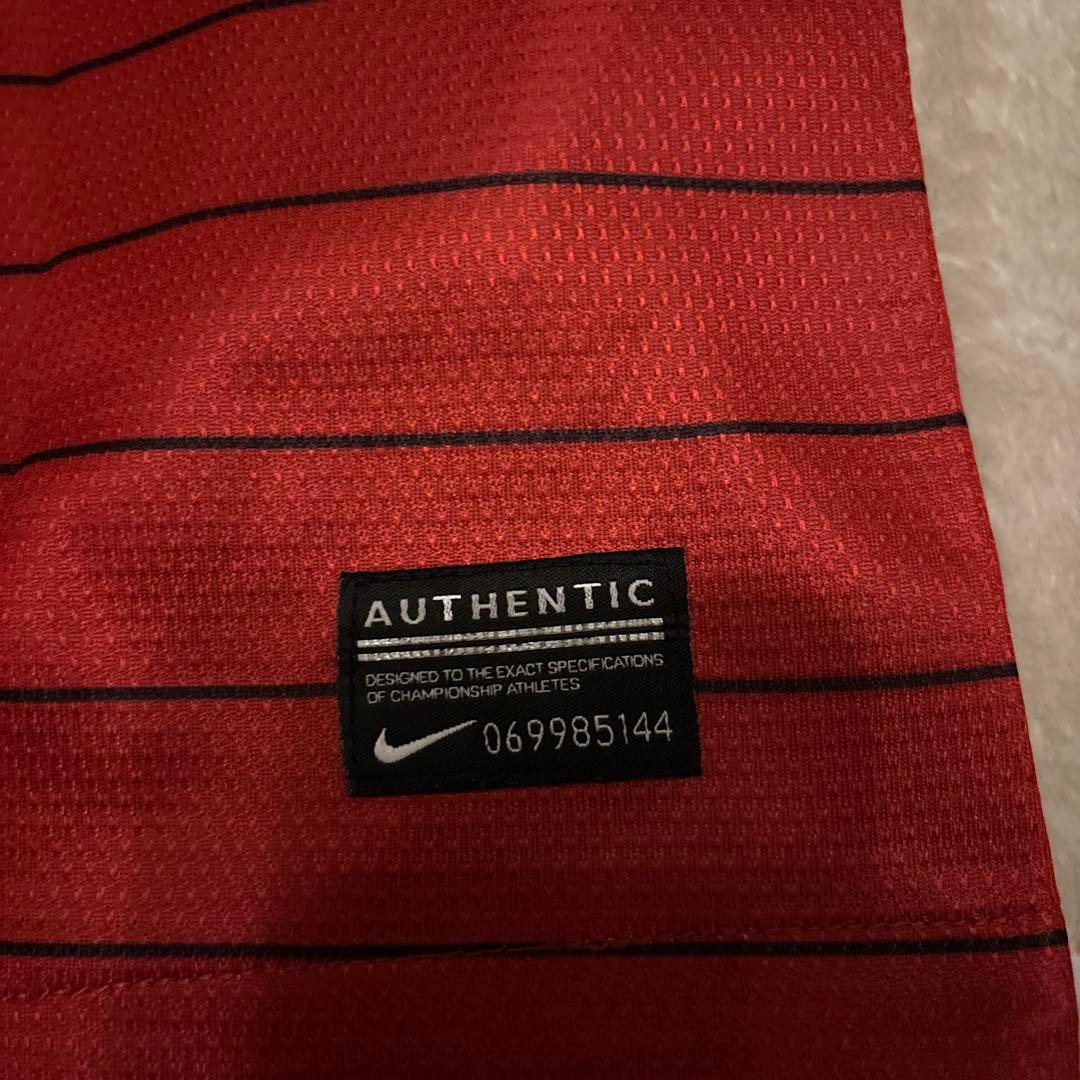 AUTHENTIC
DESIGNED TO THE EXACT SPECIFICATIONS
OF CHAMPIONSHIP ATHLETES
069985144